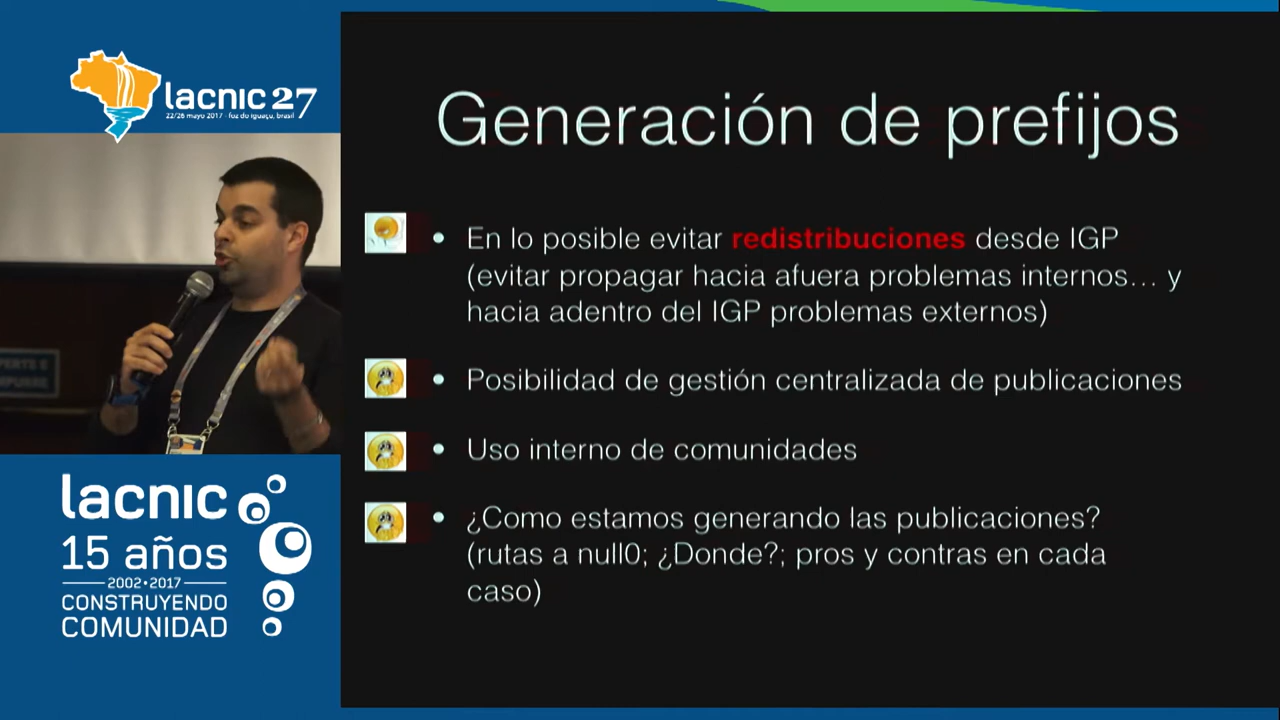 lacnic 27
22/26 mayo 2017 - foz do iguaçu, brasil
Generación de prefijos
• En lo posible evitar redistribuciones desde IGP
(evitar propagar hacia afuera problemas internos... y
hacia adentro del IGP problemas externos)
• Posibilidad de gestión centralizada de publicaciones
• Uso interno de comunidades
• ¿Como estamos generando las publicaciones?
(rutas a null0; ¿Donde?; pros y contras en cada
caso)
lacnic
15 años
2002•2017
CONSTRUYENDO
COMUNIDAD